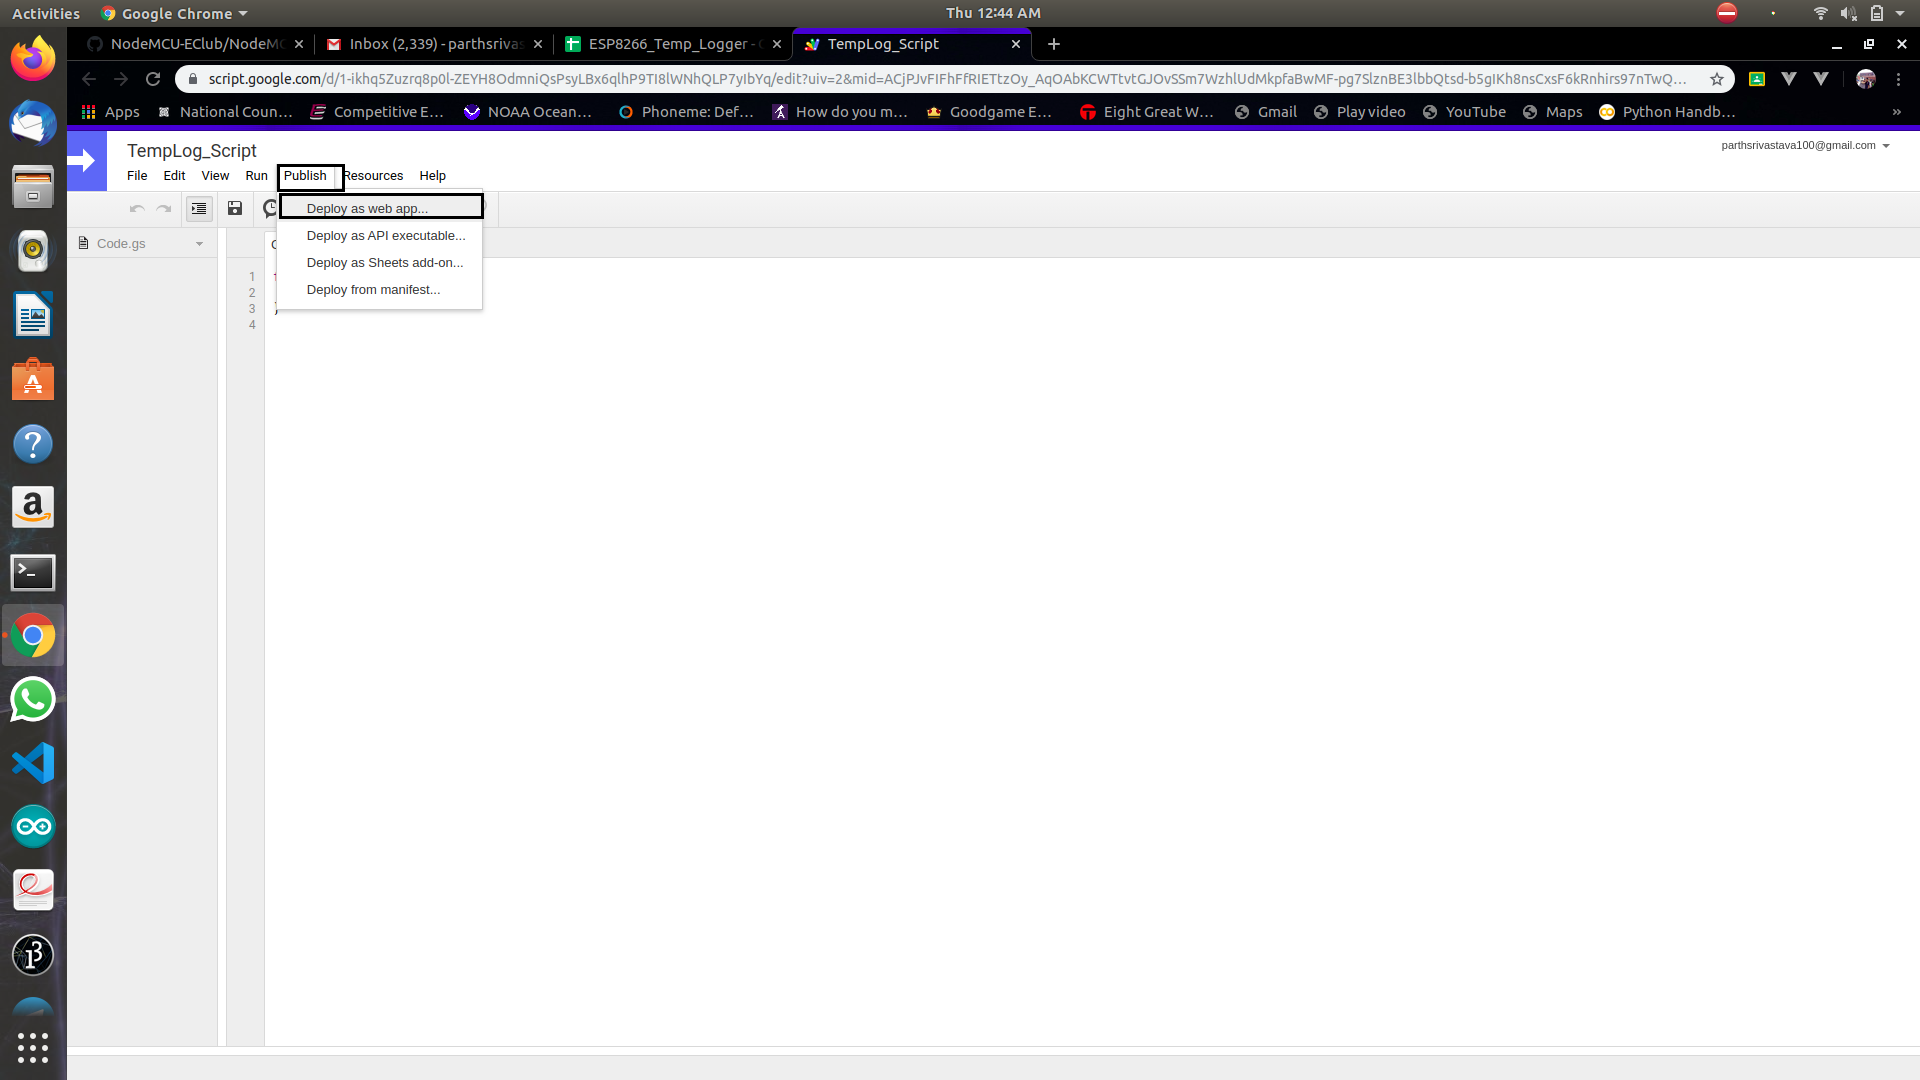 Activities Google Chrome Thu 12:44 AM
NodeMCU-EClub/NodeMC Inbox (2,339) - parthsrivas ESP8266_Temp_Logger - TempLog_Script
script.google.com/d/1-ikhq5Zuzrq8p0l-ZEYH8OdmniQsPsyLBx6qlhP9TI8lWNhQLP7yIbYq/edit?uiv=2&mid=ACjPJvFIFhFfRIETtzOy_AqOAbKCWTtvtGJOvSSm7WzhlUdMkpfaBwMF-pg7SlznBE3lbbQtsd-b5gIKh8nsCxsF6kRnhirs97nTwQ...
Apps National Coun... Competitive E... NOAA Ocean... Phoneme: Def... How do you m... Goodgame E... Eight Great W... Gmail Play video YouTube Maps Python Handb... »
TempLog_Script parthsrivastava100@gmail.com
File Edit View Run Publish Resources Help
Deploy as web app...
Deploy as API executable...
Deploy as Sheets add-on...
Deploy from manifest...
Code.gs
1
2
3 }
4